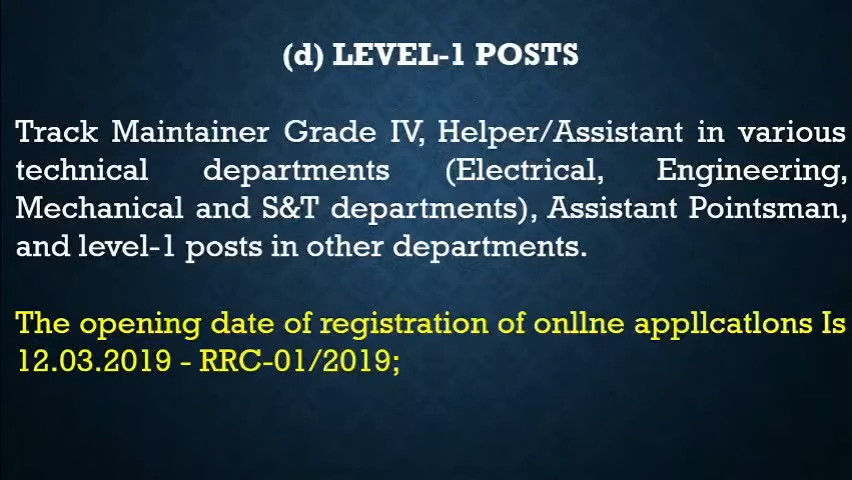 (d) LEVEL-1 POSTS
Track Maintainer Grade IV, Helper/Assistant in various
technical departments (Electrical, Engineering,
Mechanical and S&T departments), Assistant Pointsman,
and level-1 posts in other departments.
The opening date of registration of onllne appllcatlons Is
12.03.2019 - RRC-01/2019;